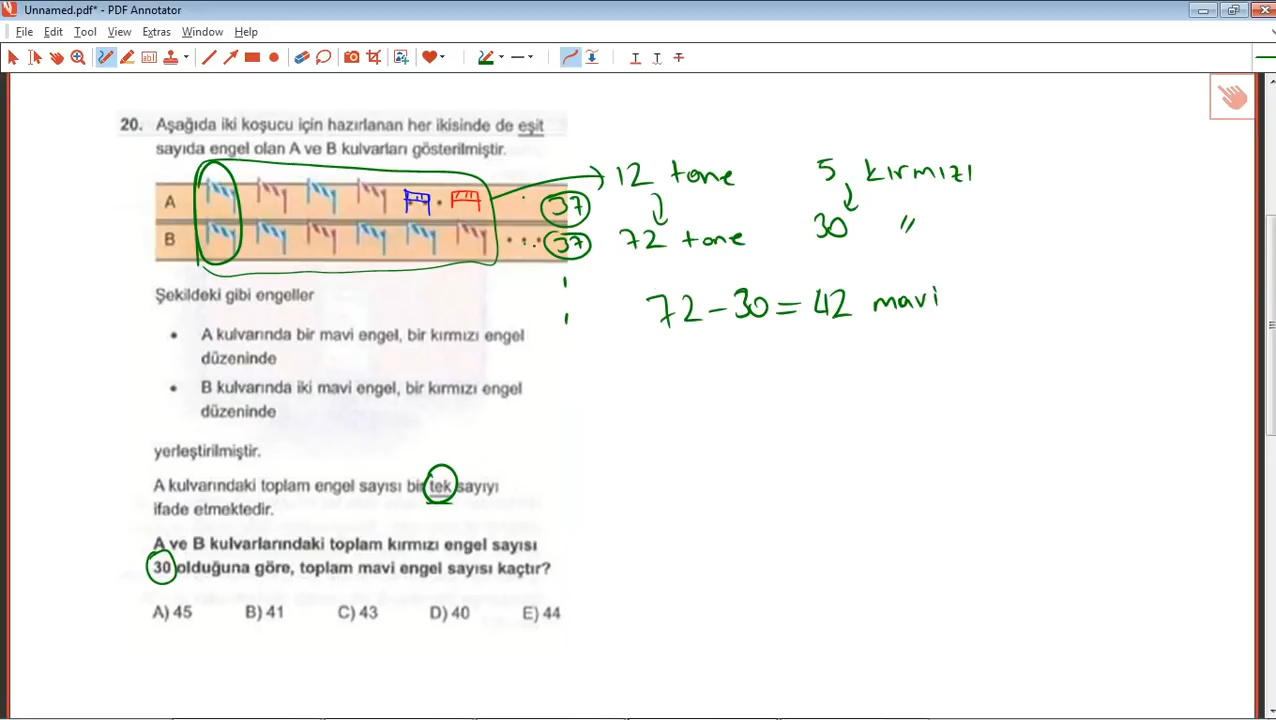 Unnamed.pdf* - PDF Annotator
File Edit Tool View Extras Window Help
20. Aşağıda iki koşucu için hazırlanan her ikisinde de eşit
sayıda engel olan A ve B kulvarları gösterilmiştir.
A 37
B 37
Şekildeki gibi engeller
• A kulvarında bir mavi engel, bir kırmızı engel
düzeninde
• B kulvarında iki mavi engel, bir kırmızı engel
düzeninde
yerleştirilmiştir.
A kulvarındaki toplam engel sayısı bir tek sayıyı
ifade etmektedir.
A ve B kulvarlarındaki toplam kırmızı engel sayısı
30 olduğuna göre, toplam mavi engel sayısı kaçtır?
A) 45 B) 41 C) 43 D) 40 E) 44
12 tane 5 kırmızı
72 tane 30 "
72 - 30 = 42 mavi